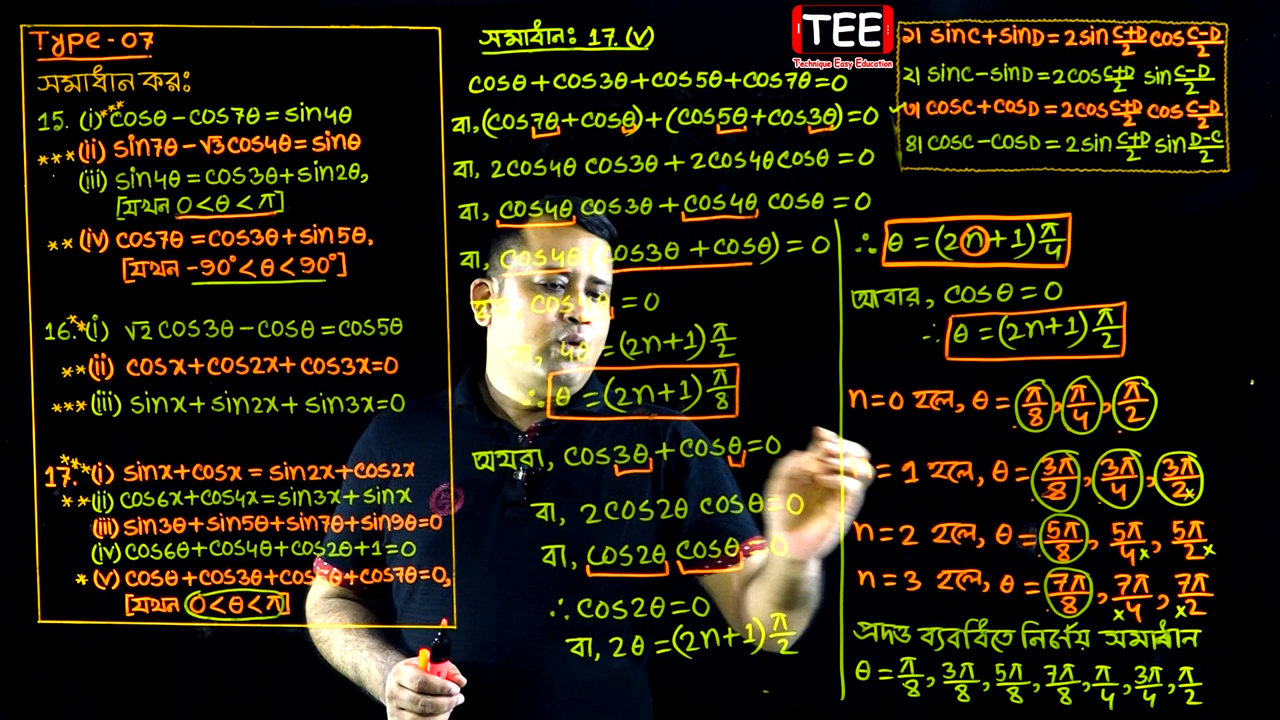 Type-07
সমাধান করঃ
15. (i)*** cosθ − cos7θ = sin4θ
*** (ii) sin7θ − √3 cos4θ = sinθ
(iii) sin4θ = cos3θ + sin2θ,
[যখন 0 < θ < π]
** (iv) cos7θ = cos3θ + sin5θ,
[যখন -90° < θ < 90°]
16.** (i) √2 cos3θ − cosθ = cos5θ
** (ii) cosx + cos2x + cos3x = 0
*** (iii) sinx + sin2x + sin3x = 0
17.*** (i) sinx + cosx = sin2x + cos2x
** (ii) cos6x + cos4x = sin3x + sinx
(iii) sin3θ + sin5θ + sin7θ + sin9θ = 0
(iv) cos6θ + cos4θ + cos2θ + 1 = 0
* (v) cosθ + cos3θ + cos5θ + cos7θ = 0,
[যখন 0 < θ < π]
সমাধানঃ 17. (v)
cosθ + cos3θ + cos5θ + cos7θ = 0
বা, (cos7θ + cosθ) + (cos5θ + cos3θ) = 0
বা, 2cos4θ cos3θ + 2cos4θ cosθ = 0
বা, cos4θ cos3θ + cos4θ cosθ = 0
বা, cos4θ (cos3θ + cosθ) = 0
cos4θ = 0
বা, 4θ = (2n+1) π/2
∴ θ = (2n+1) π/8
অথবা, cos3θ + cosθ = 0
বা, 2cos2θ cosθ = 0
বা, cos2θ cosθ = 0
∴ cos2θ = 0
বা, 2θ = (2n+1) π/2
TEE
Technique Easy Education
১। sinC + sinD = 2sin (C+D)/2 cos (C−D)/2
২। sinC − sinD = 2cos (C+D)/2 sin (C−D)/2
৩। cosC + cosD = 2cos (C+D)/2 cos (C−D)/2
৪। cosC − cosD = 2sin (C+D)/2 sin (D−C)/2
∴ θ = (2n+1) π/4
আবার, cosθ = 0
∴ θ = (2n+1) π/2
n = 0 হলে, θ = π/8, π/4, π/2
= 1 হলে, θ = 3π/8, 3π/4, 3π/2 ×
n = 2 হলে, θ = 5π/8, 5π/4 ×, 5π/2 ×
n = 3 হলে, θ = 7π/8, 7π/4 ×, 7π/2 ×
প্রদত্ত ব্যবধিতে নির্ণেয় সমাধান
θ = π/8, 3π/8, 5π/8, 7π/8, π/4, 3π/4, π/2